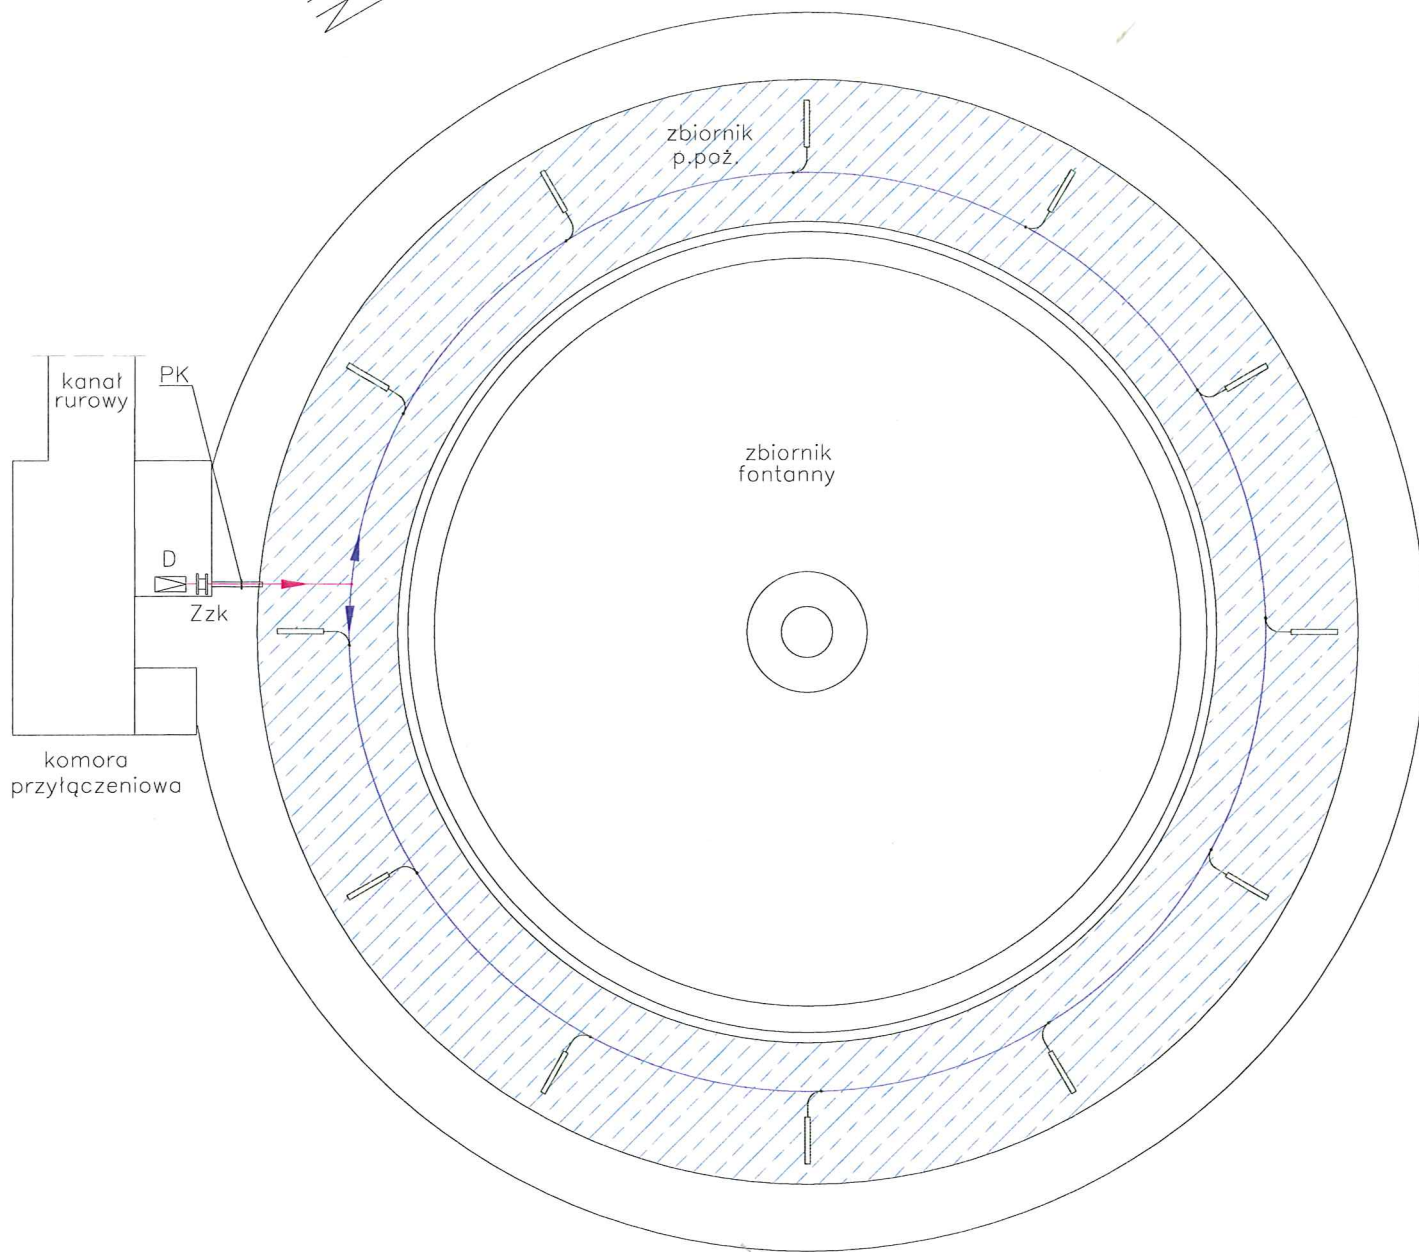 zbiornik
p.poż.
kanał
rurowy
PK
zbiornik
fontanny
D
Zzk
komora
przyłączeniowa